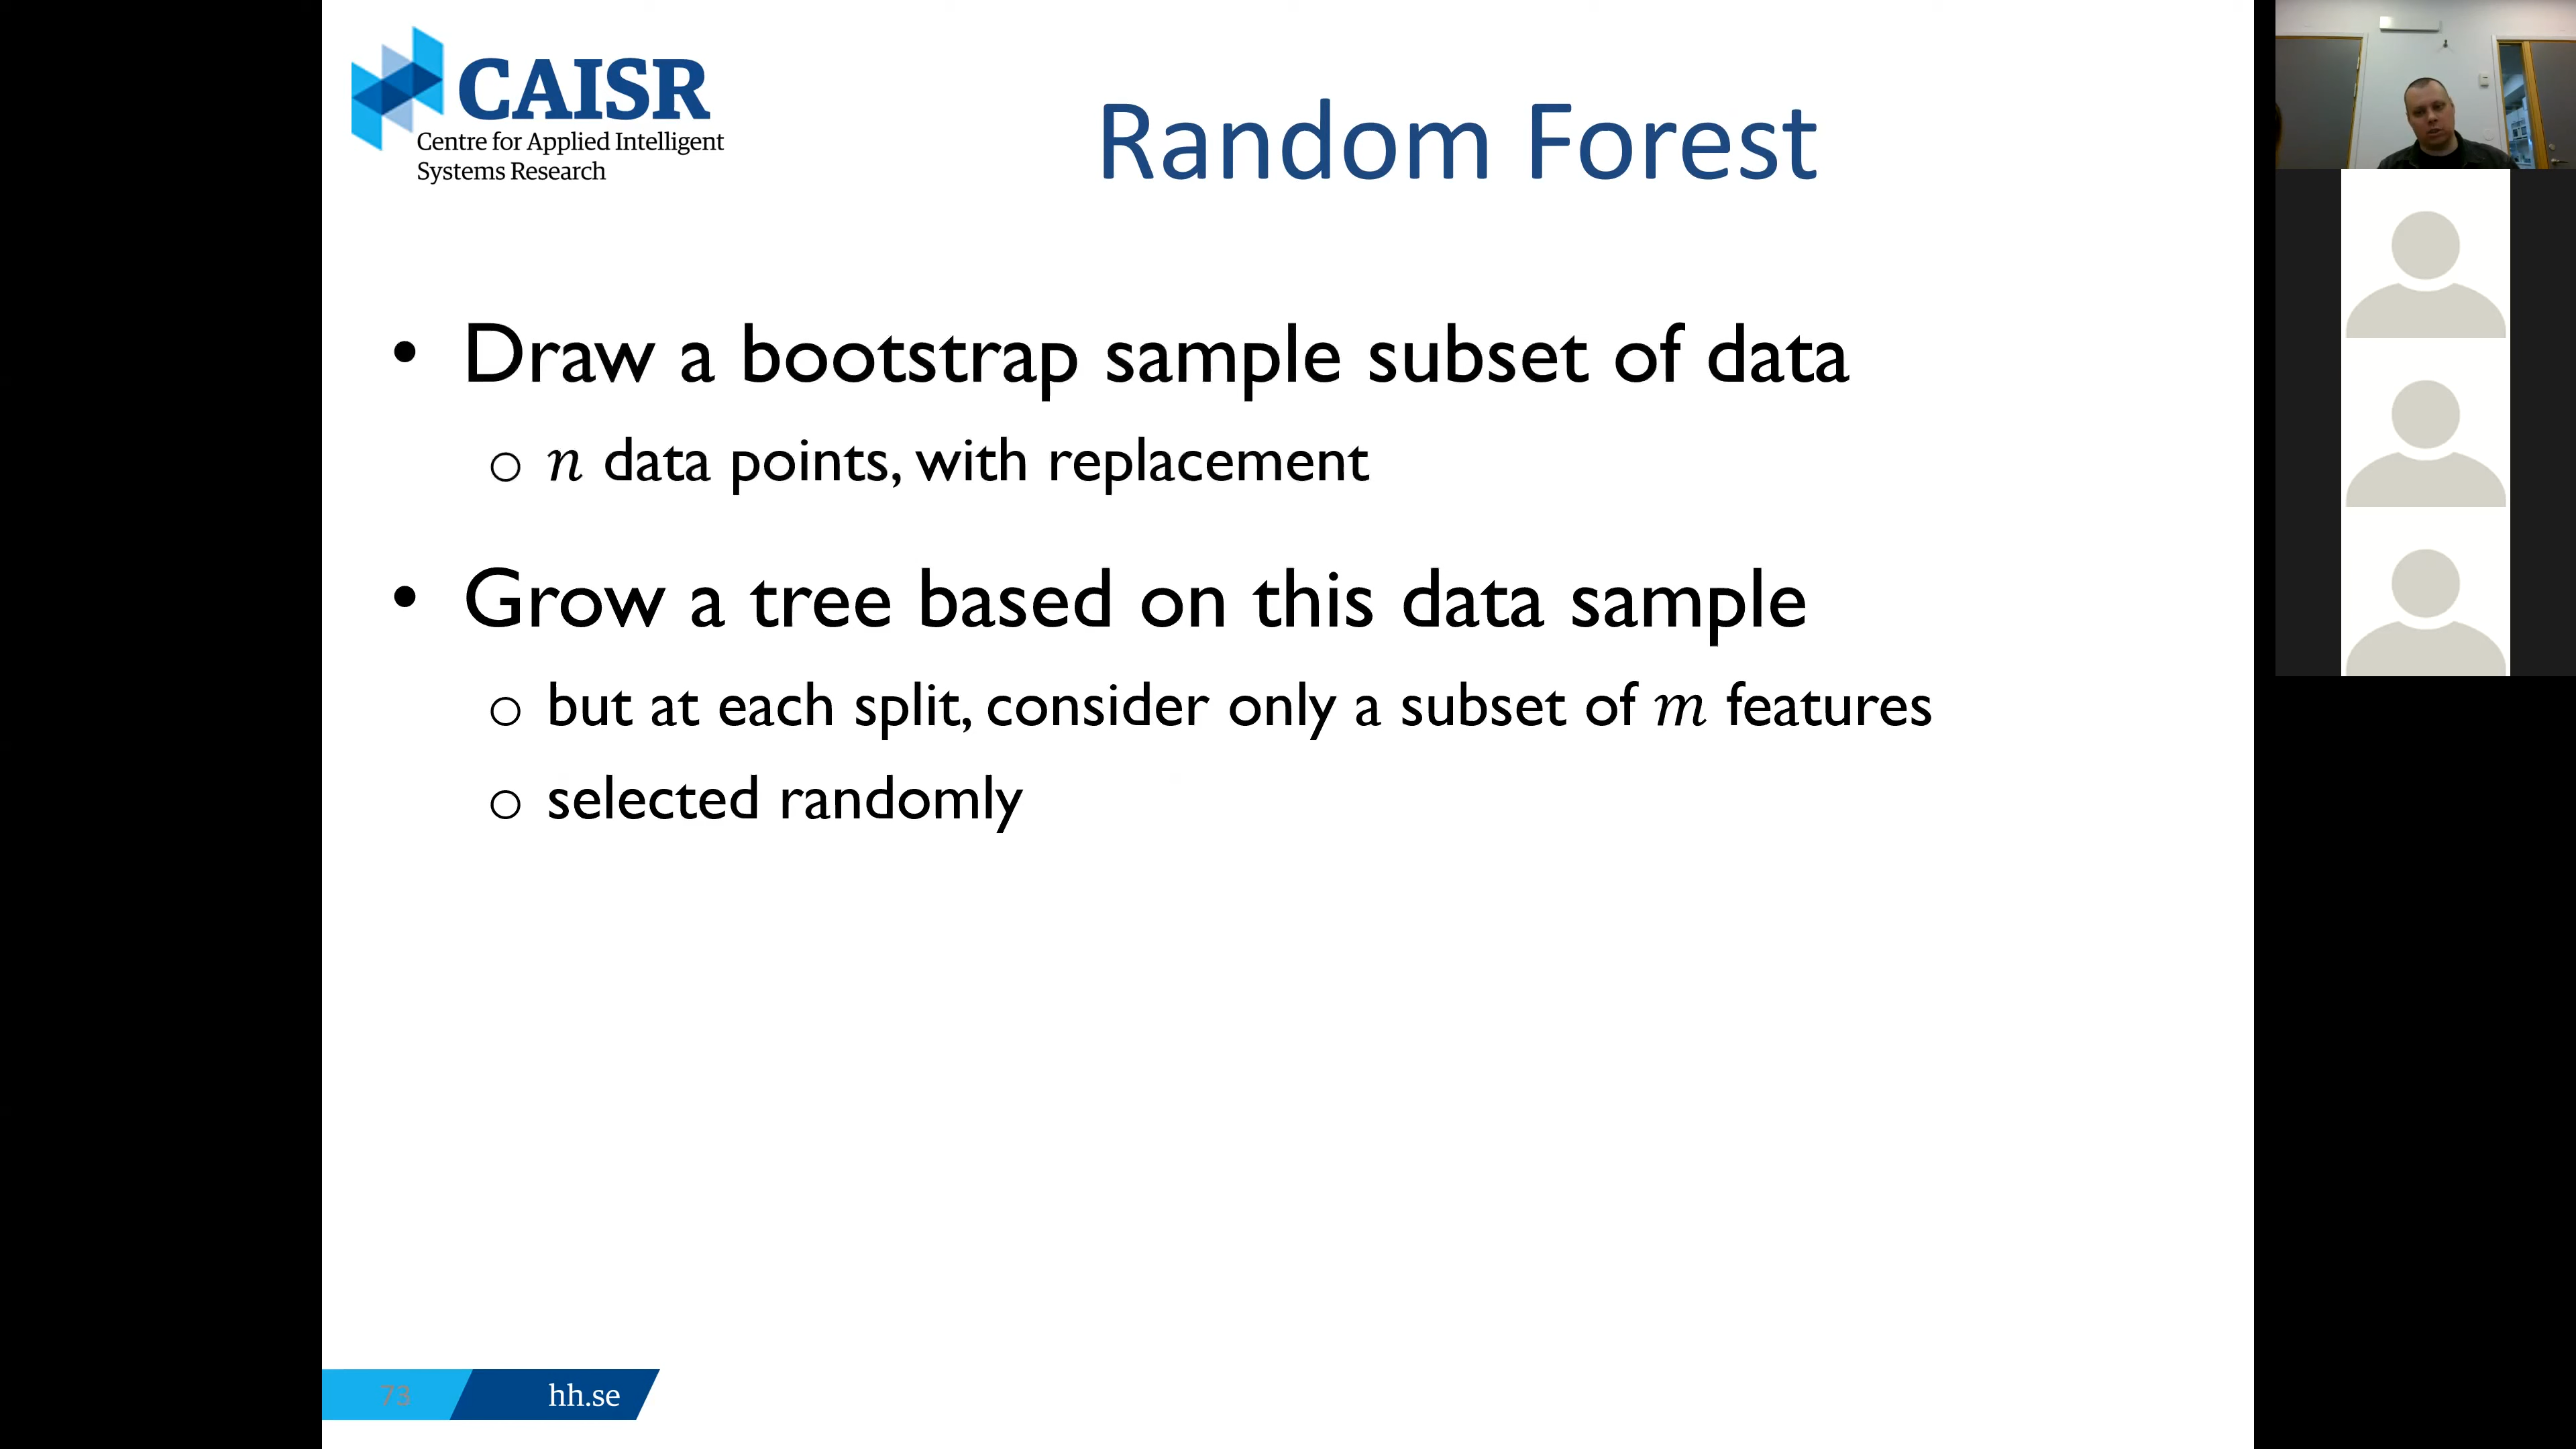 CAISR
Centre for Applied Intelligent
Systems Research
Random Forest
• Draw a bootstrap sample subset of data
o n data points, with replacement
• Grow a tree based on this data sample
o but at each split, consider only a subset of m features
o selected randomly
73
hh.se